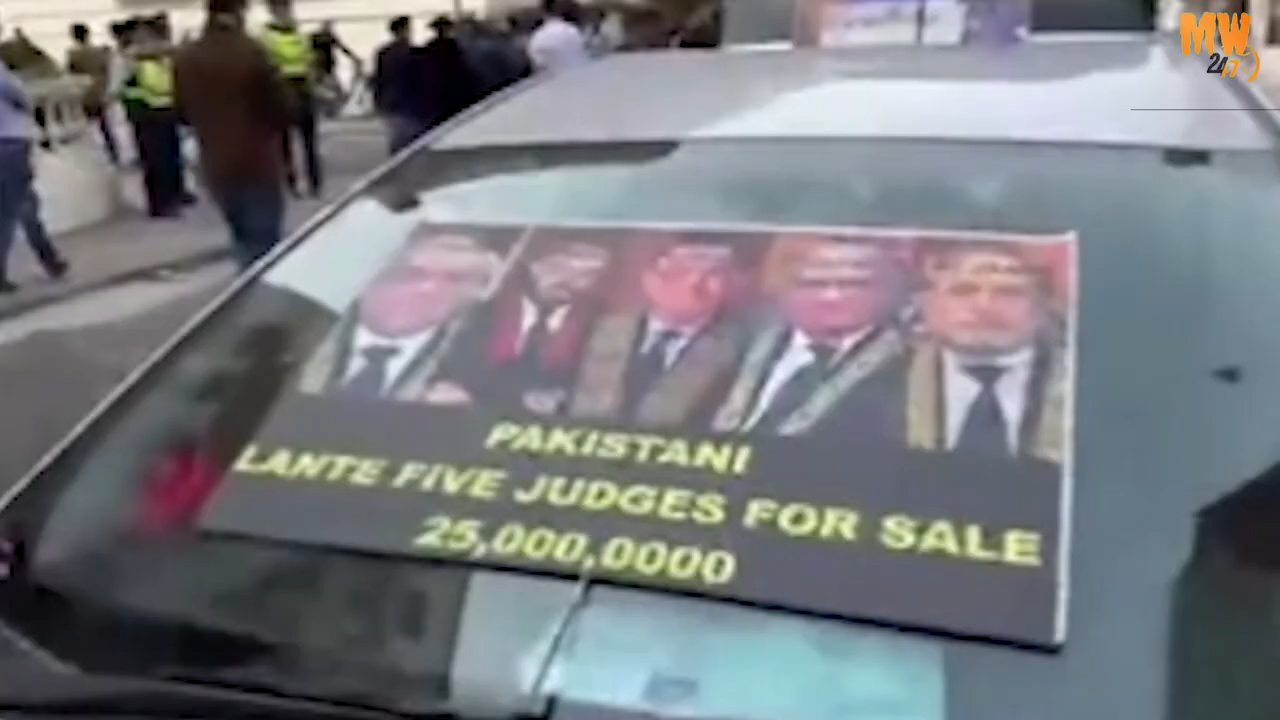 MW
24/7
PAKISTANI
LANTE FIVE JUDGES FOR SALE
25,000,0000